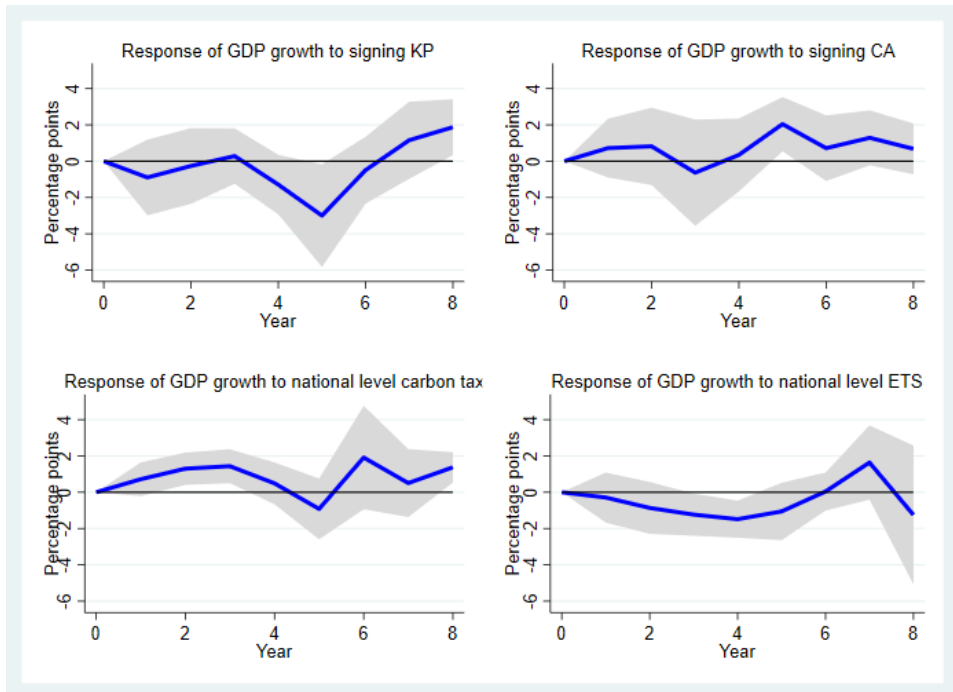 Response of GDP growth to signing KP
Percentage points
4
2
0
-2
-4
-6
0 2 4 6 8
Year
Response of GDP growth to signing CA
Percentage points
4
2
0
-2
-4
-6
0 2 4 6 8
Year
Response of GDP growth to national level carbon tax
Percentage points
4
2
0
-2
-4
-6
0 2 4 6 8
Year
Response of GDP growth to national level ETS
Percentage points
4
2
0
-2
-4
-6
0 2 4 6 8
Year